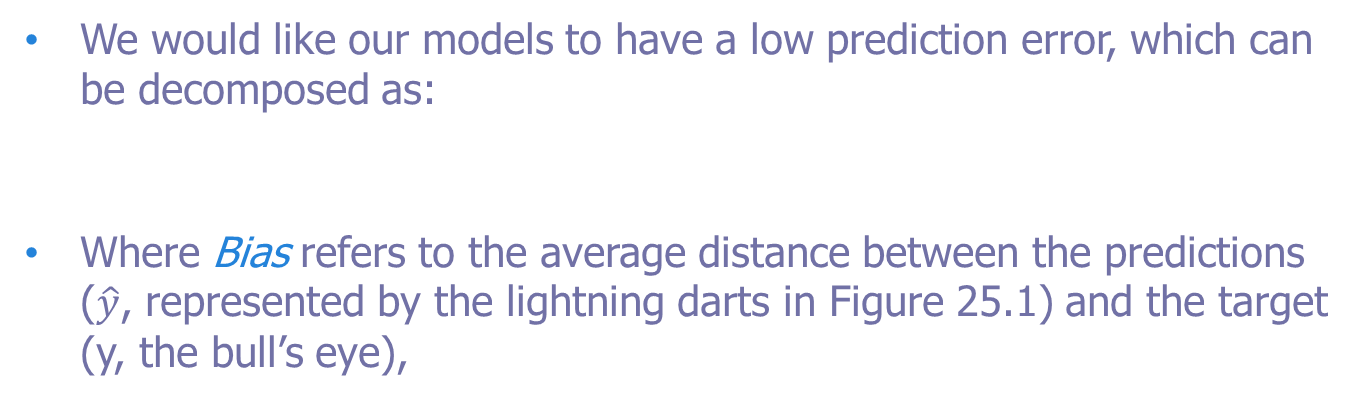 • We would like our models to have a low prediction error, which can
be decomposed as:
• Where Bias refers to the average distance between the predictions
(ŷ, represented by the lightning darts in Figure 25.1) and the target
(y, the bull’s eye),